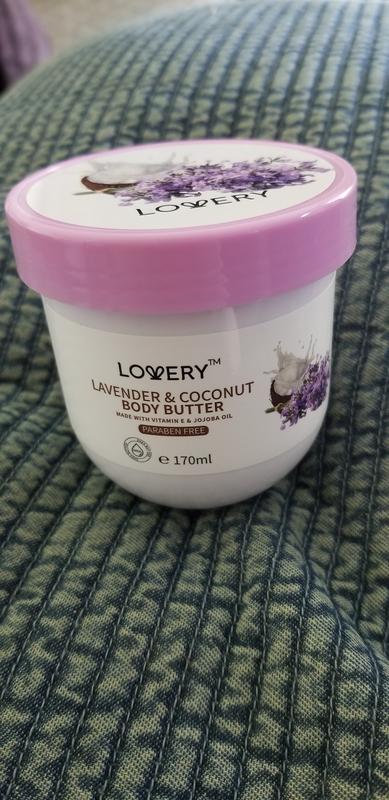 LOVERY
LOVERY™
LAVENDER & COCONUT
BODY BUTTER
MADE WITH VITAMIN E & JOJOBA OIL
PARABEN FREE
℮ 170ml